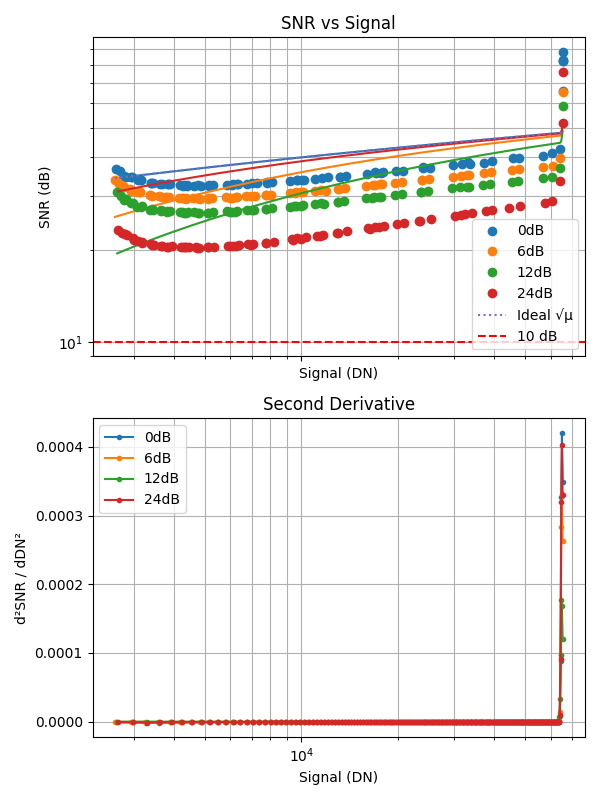 SNR vs Signal
SNR (dB)
10¹
0dB
6dB
12dB
24dB
Ideal √μ
10 dB
Signal (DN)
Second Derivative
d²SNR / dDN²
0.0004
0.0003
0.0002
0.0001
0.0000
0dB
6dB
12dB
24dB
10⁴
Signal (DN)